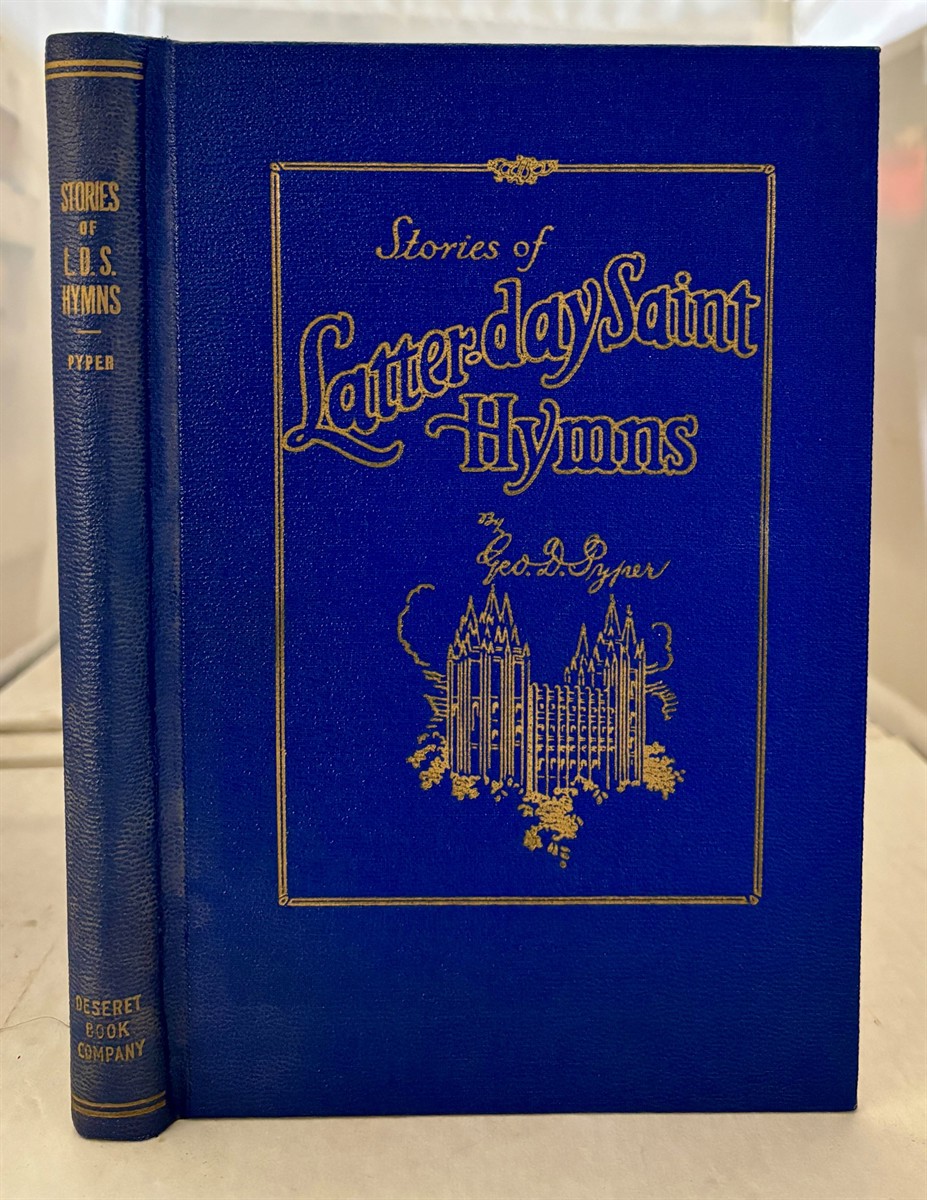 STORIES
OF
L.D.S.
HYMNS
PYPER
DESERET
BOOK
COMPANY
Stories of
Latter-day Saint
Hymns
By
Geo. D. Pyper